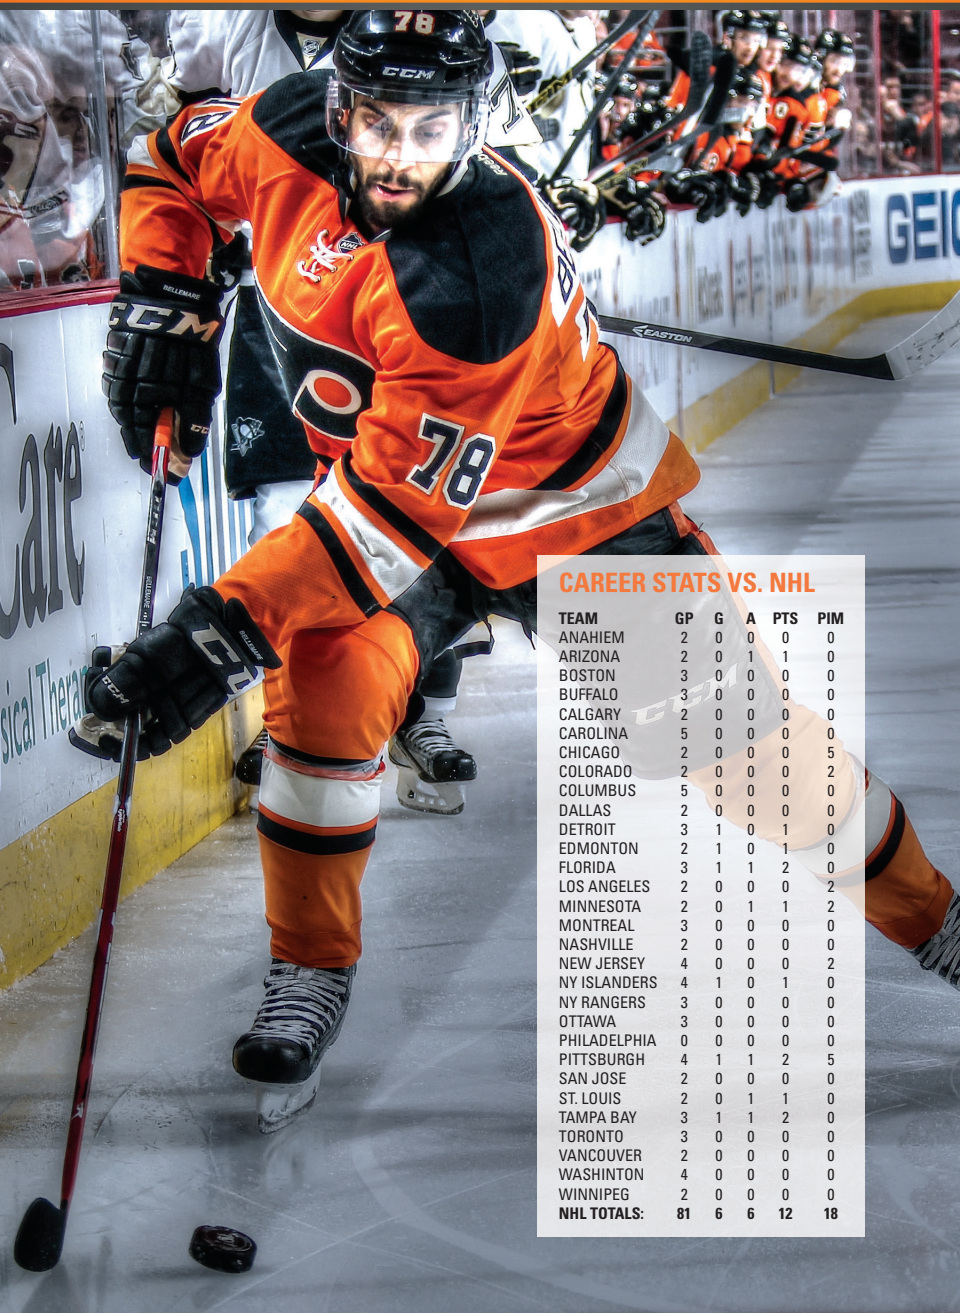 78
CCM
78
Reebok
NHL
BELLEMARE
CCM
GEIC
EASTON
78
Care
CCM
BELLEMARE
BELLEMARE
CCM
CCM
sical Therap
CCM
CAREER STATS VS. NHL
TEAM GP G A PTS PIM
ANAHIEM 2 0 0 0 0
ARIZONA 2 0 1 1 0
BOSTON 3 0 0 0 0
BUFFALO 3 0 0 0 0
CALGARY 2 0 0 0 0
CAROLINA 5 0 0 0 0
CHICAGO 2 0 0 0 5
COLORADO 2 0 0 0 2
COLUMBUS 5 0 0 0 0
DALLAS 2 0 0 0 0
DETROIT 3 1 0 1 0
EDMONTON 2 1 0 1 0
FLORIDA 3 1 1 2 0
LOS ANGELES 2 0 0 0 2
MINNESOTA 2 0 1 1 2
MONTREAL 3 0 0 0 0
NASHVILLE 2 0 0 0 0
NEW JERSEY 4 0 0 0 2
NY ISLANDERS 4 1 0 1 0
NY RANGERS 3 0 0 0 0
OTTAWA 3 0 0 0 0
PHILADELPHIA 0 0 0 0 0
PITTSBURGH 4 1 1 2 5
SAN JOSE 2 0 0 0 0
ST. LOUIS 2 0 1 1 0
TAMPA BAY 3 1 1 2 0
TORONTO 3 0 0 0 0
VANCOUVER 2 0 0 0 0
WASHINTON 4 0 0 0 0
WINNIPEG 2 0 0 0 0
NHL TOTALS: 81 6 6 12 18